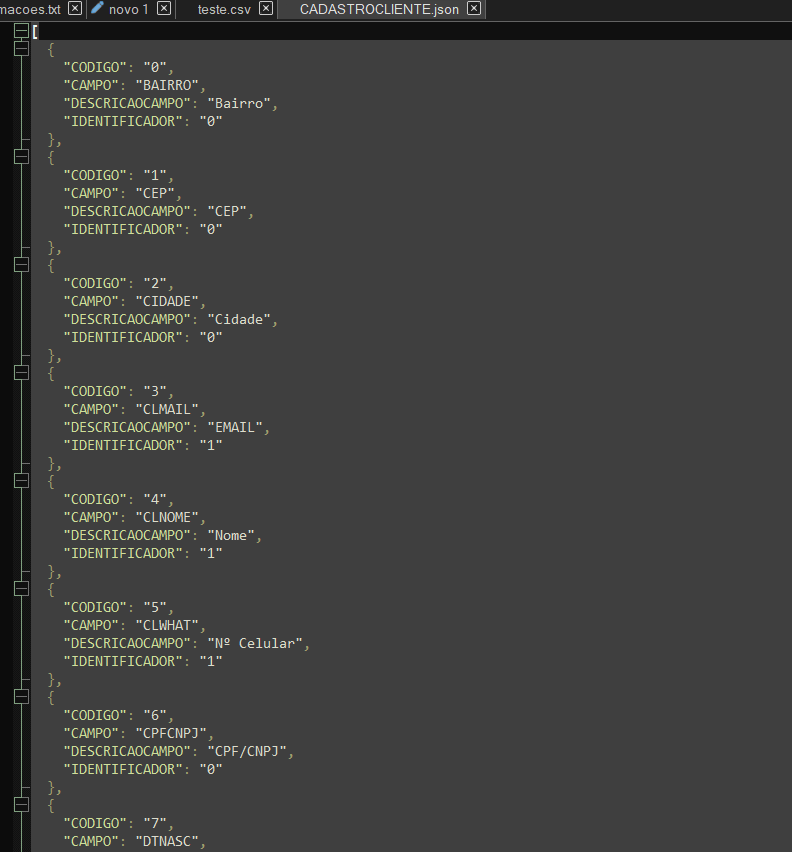 macoes.txt novo 1 teste.csv CADASTROCLIENTE.json
[
{
"CODIGO": "0",
"CAMPO": "BAIRRO",
"DESCRICAOCAMPO": "Bairro",
"IDENTIFICADOR": "0"
},
{
"CODIGO": "1",
"CAMPO": "CEP",
"DESCRICAOCAMPO": "CEP",
"IDENTIFICADOR": "0"
},
{
"CODIGO": "2",
"CAMPO": "CIDADE",
"DESCRICAOCAMPO": "Cidade",
"IDENTIFICADOR": "0"
},
{
"CODIGO": "3",
"CAMPO": "CLMAIL",
"DESCRICAOCAMPO": "EMAIL",
"IDENTIFICADOR": "1"
},
{
"CODIGO": "4",
"CAMPO": "CLNOME",
"DESCRICAOCAMPO": "Nome",
"IDENTIFICADOR": "1"
},
{
"CODIGO": "5",
"CAMPO": "CLWHAT",
"DESCRICAOCAMPO": "Nº Celular",
"IDENTIFICADOR": "1"
},
{
"CODIGO": "6",
"CAMPO": "CPFCNPJ",
"DESCRICAOCAMPO": "CPF/CNPJ",
"IDENTIFICADOR": "0"
},
{
"CODIGO": "7",
"CAMPO": "DTNASC",